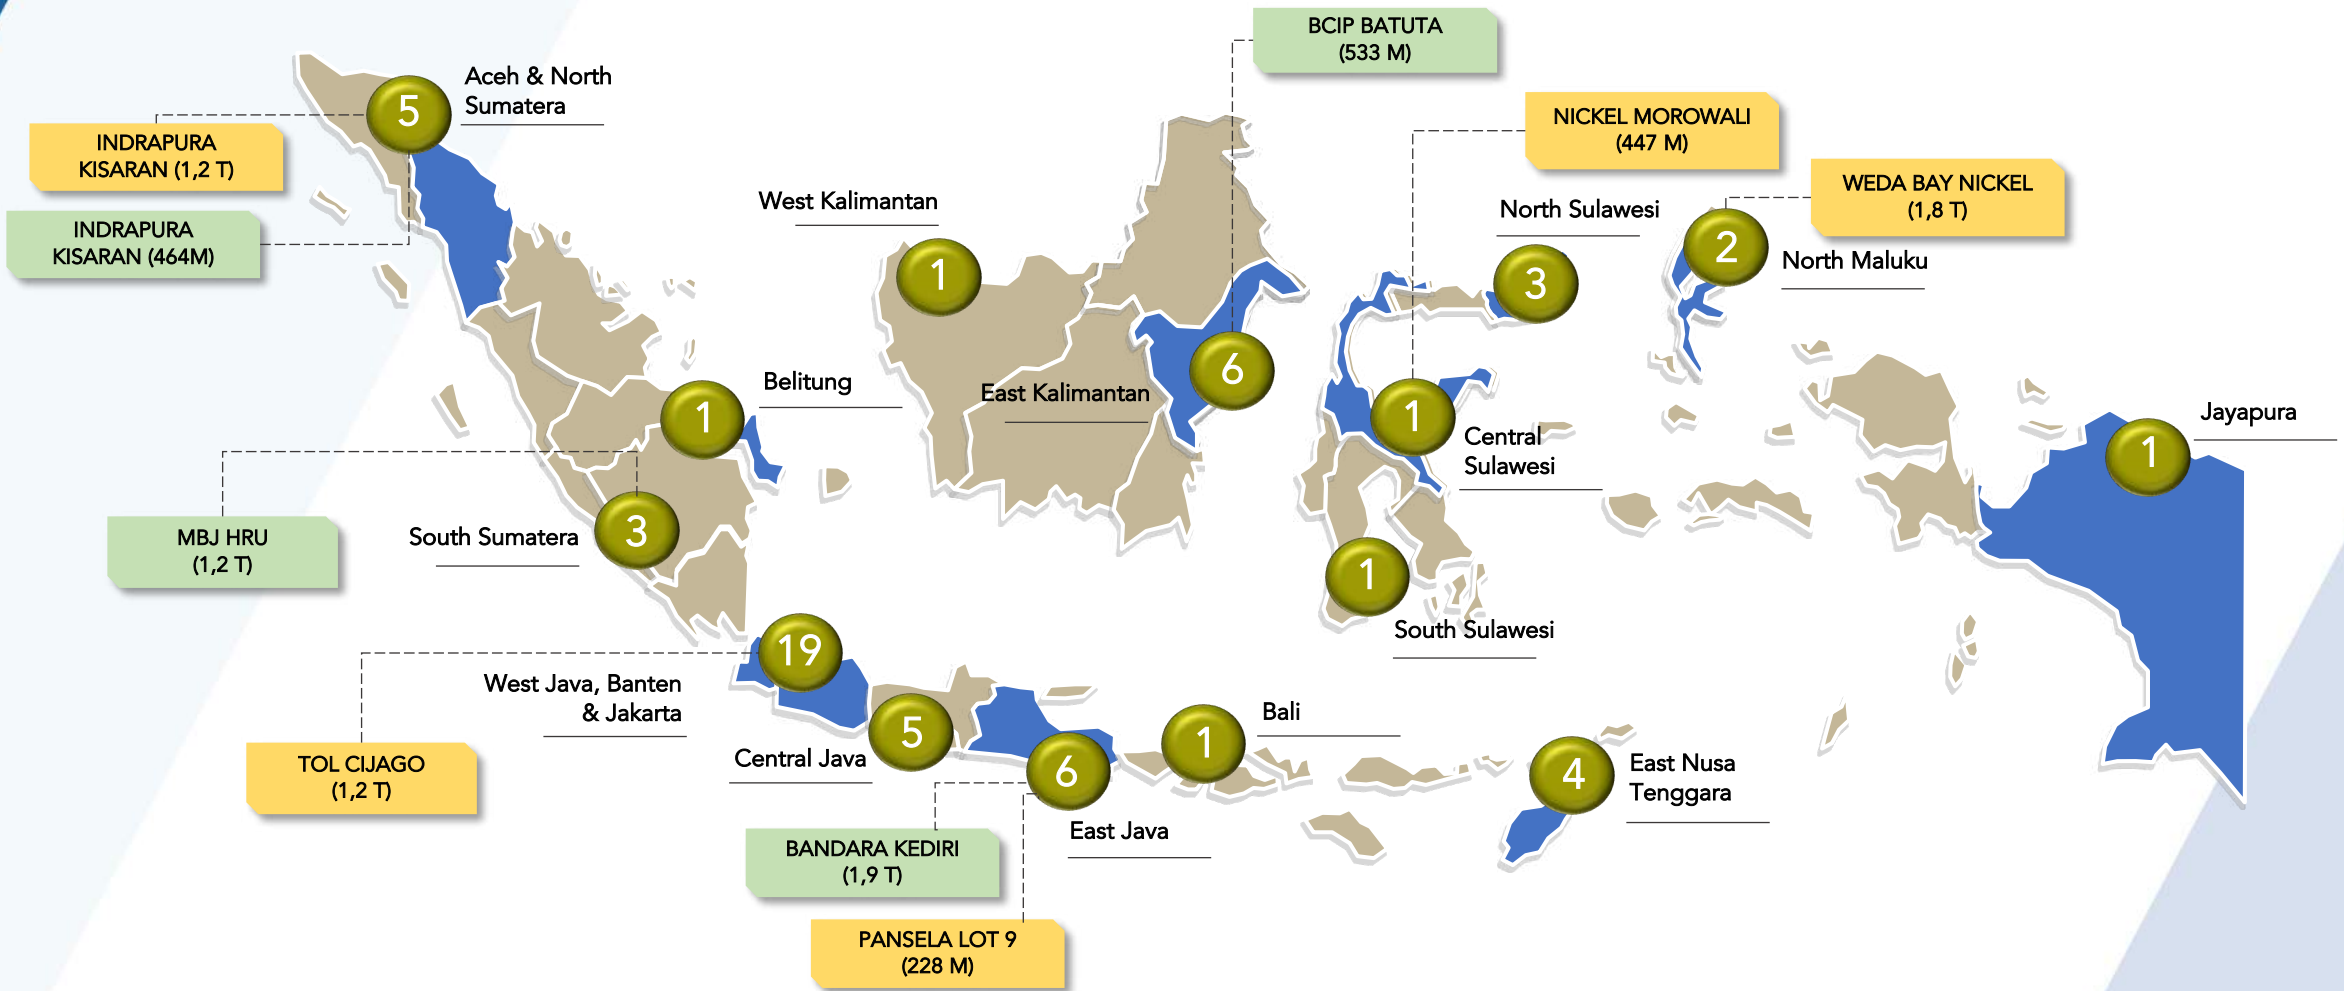 BCIP BATUTA
(533 M)
Aceh & North
Sumatera
5
INDRAPURA
KISARAN (1,2 T)
INDRAPURA
KISARAN (464M)
NICKEL MOROWALI
(447 M)
WEDA BAY NICKEL
(1,8 T)
West Kalimantan
1
North Sulawesi
3
2
North Maluku
Belitung
1
East Kalimantan
6
1
Central
Sulawesi
Jayapura
1
MBJ HRU
(1,2 T)
South Sumatera
3
1
South Sulawesi
19
West Java, Banten
& Jakarta
TOL CIJAGO
(1,2 T)
Central Java
5
6
East Java
Bali
1
4
East Nusa
Tenggara
BANDARA KEDIRI
(1,9 T)
PANSELA LOT 9
(228 M)